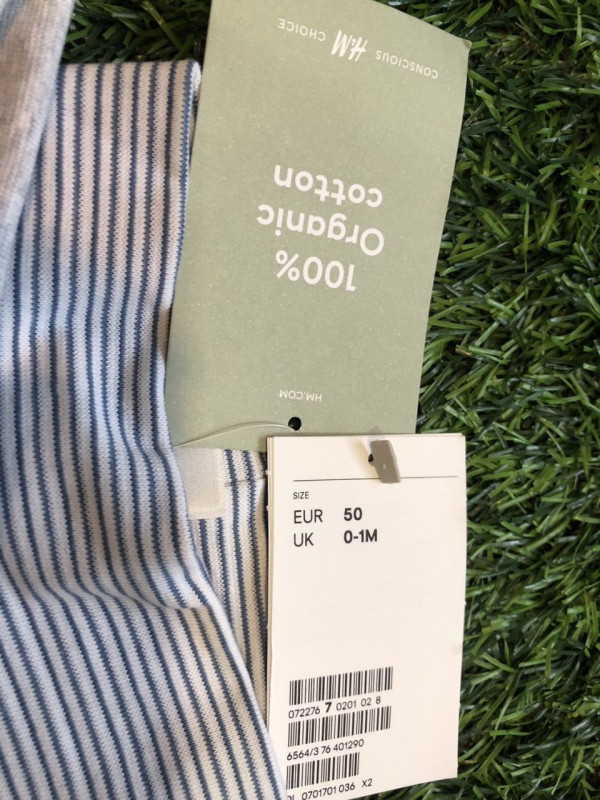 CONSCIOUS H&M CHOICE
100%
Organic
cotton
HM.COM
SIZE
EUR 50
UK 0-1M
072276 7 0201 02 8
6564/3 76 401290
0701701 036 X2